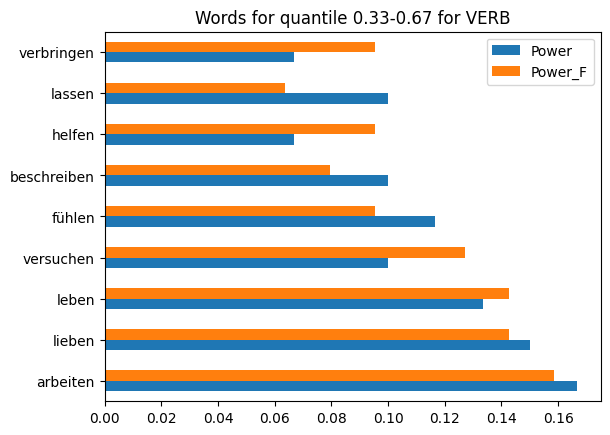 Words for quantile 0.33-0.67 for VERB
Power
Power_F
verbringen
lassen
helfen
beschreiben
fühlen
versuchen
leben
lieben
arbeiten
0.00 0.02 0.04 0.06 0.08 0.10 0.12 0.14 0.16